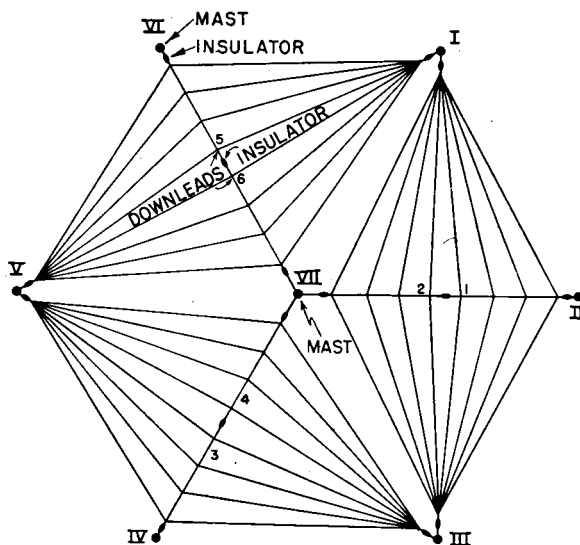 MAST
VI
INSULATOR
I
5
INSULATOR
DOWNLEADS
6
V
VII
2
1
II
MAST
4
3
IV
III